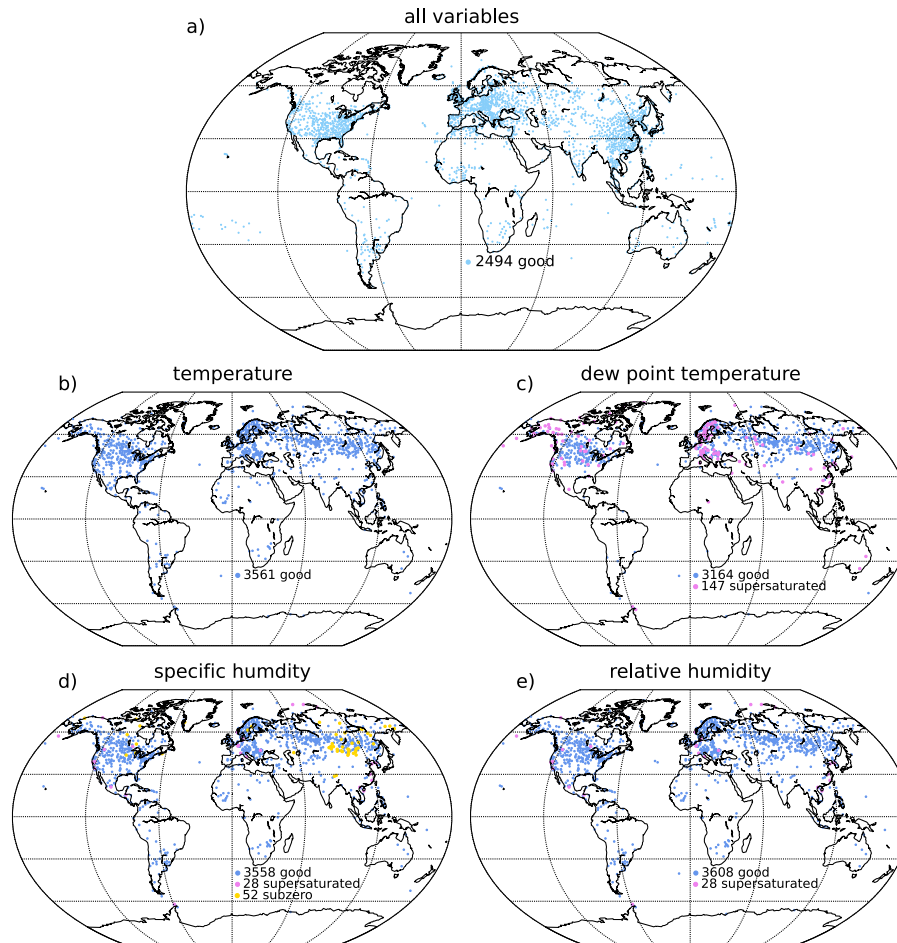 all variables
a)
2494 good
b)
temperature
3561 good
c)
dew point temperature
3164 good
147 supersaturated
d)
specific humdity
3558 good
28 supersaturated
52 subzero
e)
relative humidity
3608 good
28 supersaturated